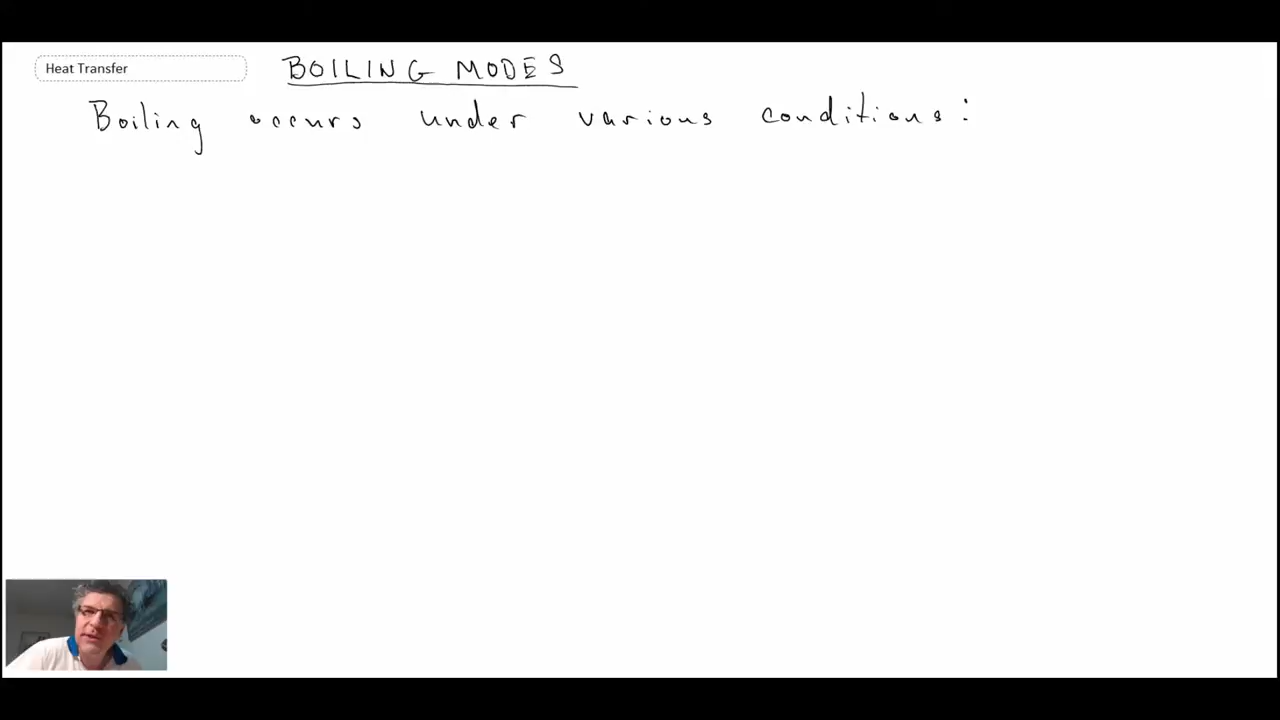 Heat Transfer
BOILING MODES
Boiling occurs under various conditions: